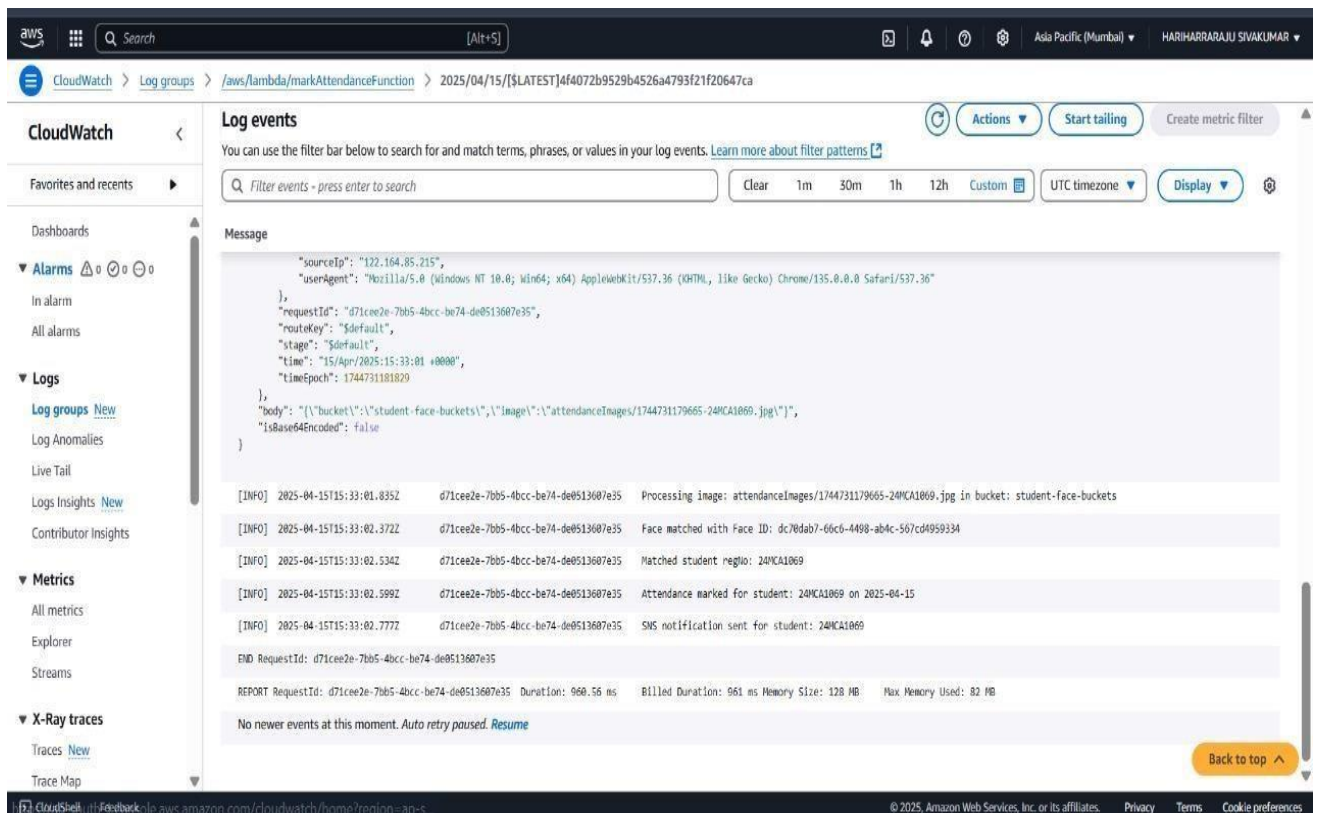 aws Search [Alt+S] Asia Pacific (Mumbai) ▼ HARIHARRARAJU SIVAKUMAR ▼
CloudWatch > Log groups > /aws/lambda/markAttendanceFunction > 2025/04/15/[$LATEST]4f4072b9529b4526a4793f21f20647ca
CloudWatch
Favorites and recents
Dashboards
Alarms 0 0 0
In alarm
All alarms
Logs
Log groups New
Log Anomalies
Live Tail
Logs Insights New
Contributor Insights
Metrics
All metrics
Explorer
Streams
X-Ray traces
Traces New
Trace Map
Log events
Actions ▼ Start tailing Create metric filter
You can use the filter bar below to search for and match terms, phrases, or values in your log events. Learn more about filter patterns
Filter events - press enter to search Clear 1m 30m 1h 12h Custom UTC timezone ▼ Display ▼
Message
"sourceIp": "122.164.85.215",
"userAgent": "Mozilla/5.0 (Windows NT 10.0; Win64; x64) AppleWebKit/537.36 (KHTML, like Gecko) Chrome/135.0.0.0 Safari/537.36"
},
"requestId": "d71cee2e-7bb5-4bcc-be74-de0513607e35",
"routeKey": "$default",
"stage": "$default",
"time": "15/Apr/2025:15:33:01 +0000",
"timeEpoch": 1744731181829
},
"body": "{\"bucket\":\"student-face-buckets\",\"image\":\"attendanceImages/1744731179665-24MCA1069.jpg\"}",
"isBase64Encoded": false
}
[INFO] 2025-04-15T15:33:01.835Z d71cee2e-7bb5-4bcc-be74-de0513607e35 Processing image: attendanceImages/1744731179665-24MCA1069.jpg in bucket: student-face-buckets
[INFO] 2025-04-15T15:33:02.372Z d71cee2e-7bb5-4bcc-be74-de0513607e35 Face matched with Face ID: dc70dab7-66c6-4498-ab4c-567cd4959334
[INFO] 2025-04-15T15:33:02.534Z d71cee2e-7bb5-4bcc-be74-de0513607e35 Matched student regNo: 24MCA1069
[INFO] 2025-04-15T15:33:02.599Z d71cee2e-7bb5-4bcc-be74-de0513607e35 Attendance marked for student: 24MCA1069 on 2025-04-15
[INFO] 2025-04-15T15:33:02.777Z d71cee2e-7bb5-4bcc-be74-de0513607e35 SNS notification sent for student: 24MCA1069
END RequestId: d71cee2e-7bb5-4bcc-be74-de0513607e35
REPORT RequestId: d71cee2e-7bb5-4bcc-be74-de0513607e35 Duration: 960.56 ms Billed Duration: 961 ms Memory Size: 128 MB Max Memory Used: 82 MB
No newer events at this moment. Auto retry paused. Resume
Back to top
CloudShell Feedback © 2025, Amazon Web Services, Inc. or its affiliates. Privacy Terms Cookie preferences